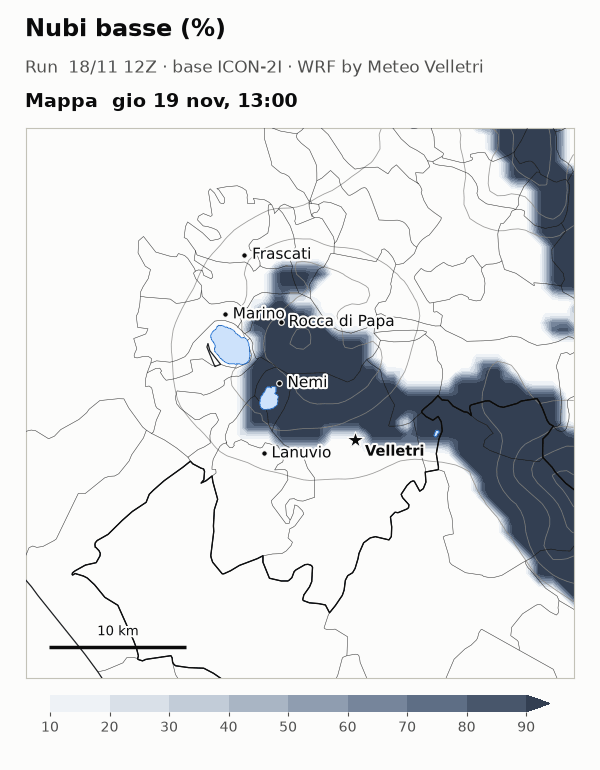 Nubi basse (%)
Run  18/11 12Z · base ICON-2I · WRF by Meteo Velletri
Mappa  gio 19 nov, 13:00
Frascati
Marino
Rocca di Papa
Nemi
Velletri
Lanuvio
10 km
10 20 30 40 50 60 70 80 90